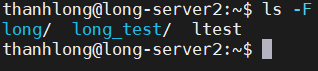 thanhlong@long-server2:~$ ls -F
long/  long_test/  ltest
thanhlong@long-server2:~$